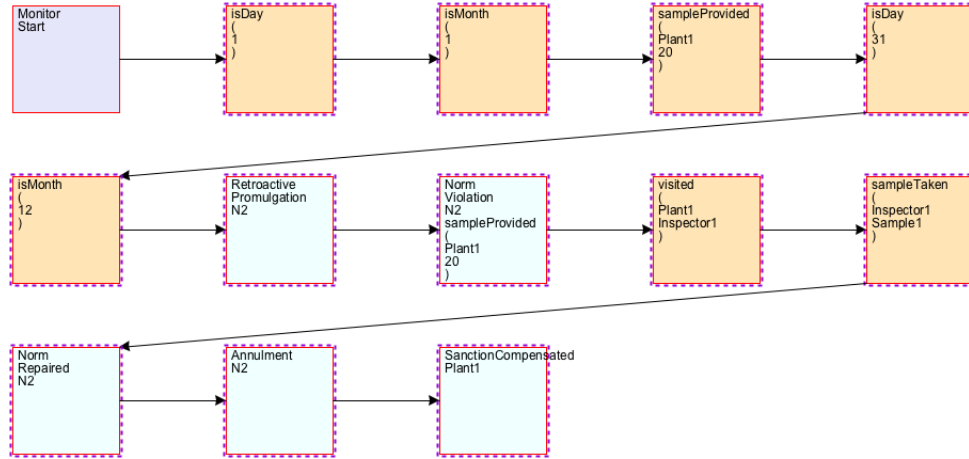 Monitor
Start
isDay
(
1
)
isMonth
(
1
)
sampleProvided
(
Plant1
20
)
isDay
(
31
)
isMonth
(
12
)
Retroactive
Promulgation
N2
Norm
Violation
N2
sampleProvided
(
Plant1
20
)
visited
(
Plant1
Inspector1
)
sampleTaken
(
Inspector1
Sample1
)
Norm
Repaired
N2
Annulment
N2
SanctionCompensated
Plant1